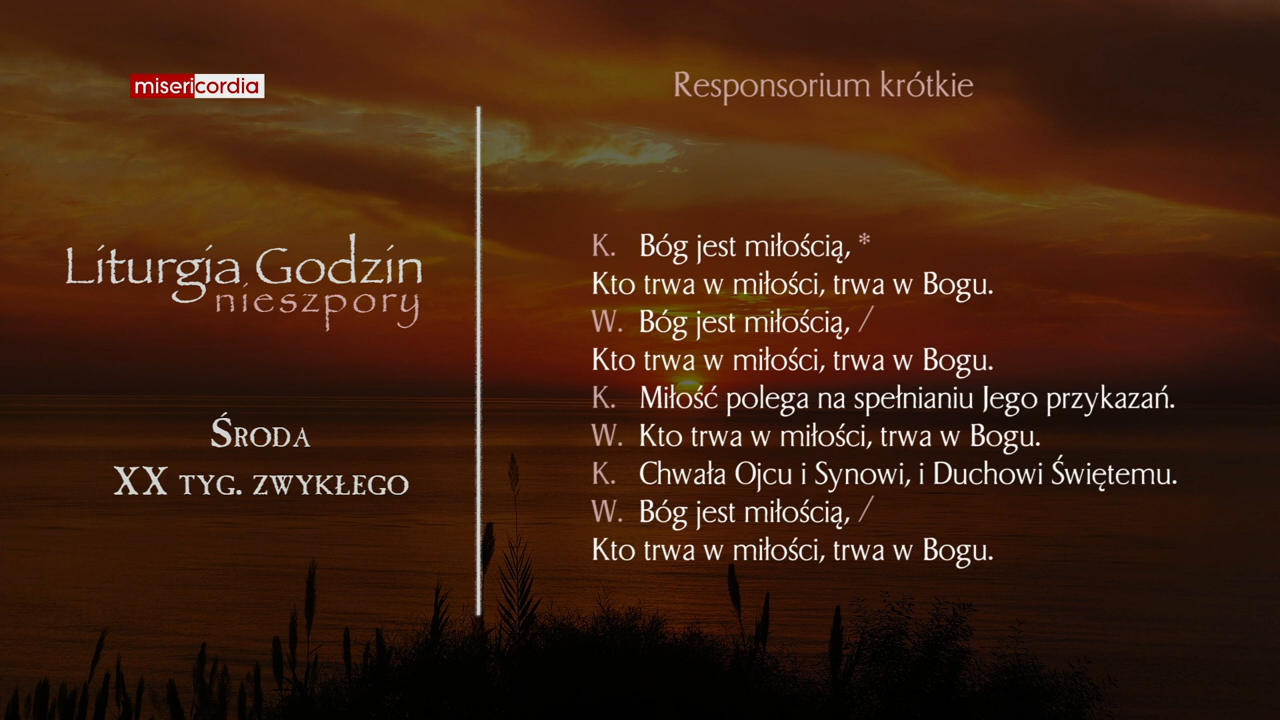 misericordia
Responsorium krótkie
Liturgia Godzin
nieszpory
Środa
XX tyg. zwykłego
K. Bóg jest miłością, *
Kto trwa w miłości, trwa w Bogu.
W. Bóg jest miłością, /
Kto trwa w miłości, trwa w Bogu.
K. Miłość polega na spełnianiu Jego przykazań.
W. Kto trwa w miłości, trwa w Bogu.
K. Chwała Ojcu i Synowi, i Duchowi Świętemu.
W. Bóg jest miłością, /
Kto trwa w miłości, trwa w Bogu.